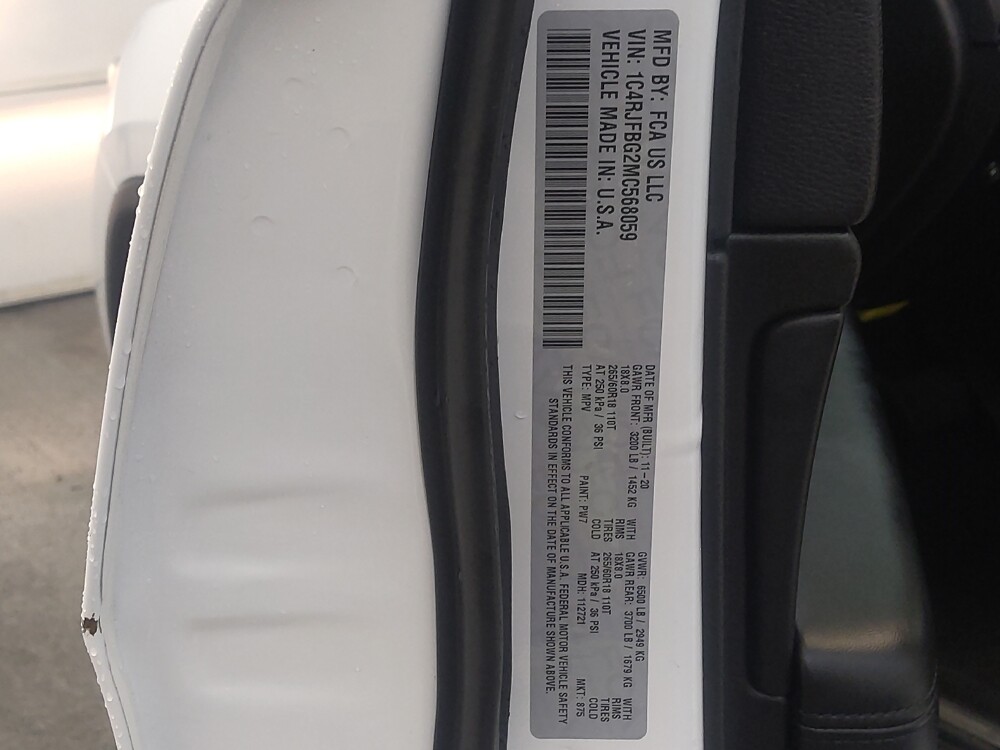 MFD BY: FCA US LLC
VIN: 1C4RJFBG2MC568059
VEHICLE MADE IN: U.S.A.
DATE OF MFR (BUILT): 11-20 GVWR: 6500 LB / 2949 KG
GAWR FRONT: 3200 LB / 1452 KG WITH GAWR REAR: 3700 LB / 1679 KG WITH
18X8.0 RIMS 18X8.0 RIMS
265/60R18 110T TIRES 265/60R18 110T TIRES
AT 250 kPa / 36 PSI COLD AT 250 kPa / 36 PSI COLD
TYPE: MPV PAINT: PW7 MDH: 112721 MKT: 875
THIS VEHICLE CONFORMS TO ALL APPLICABLE U.S.A. FEDERAL MOTOR VEHICLE SAFETY
STANDARDS IN EFFECT ON THE DATE OF MANUFACTURE SHOWN ABOVE.